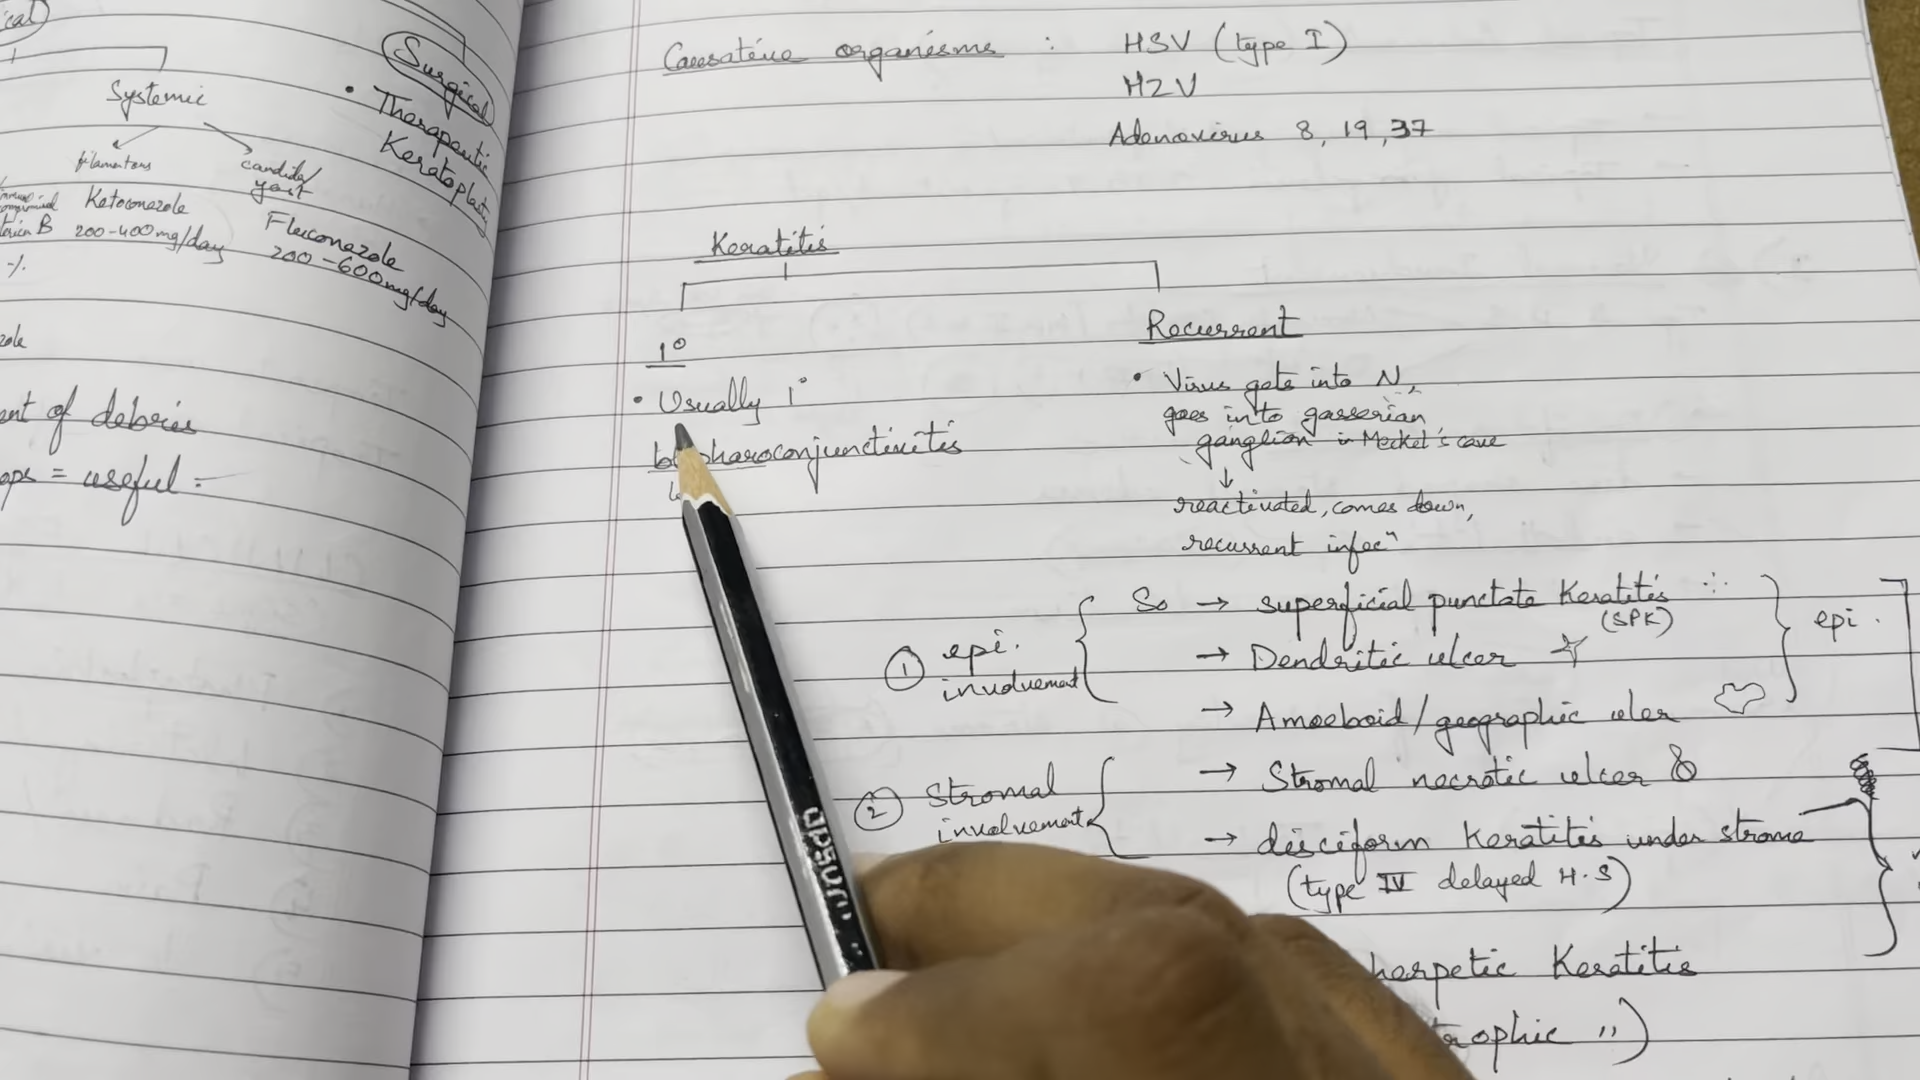 Systemic
filamentous
candida/
yeast
Ketoconazole
200-400mg/day
Fluconazole
200-600mg/day
B
%
Surgical
• Therapeutic
Keratoplasty
of debris
= useful
Causative organisms : HSV (type I)
HZV
Adenovirus 8, 19, 37
Keratitis
1°
• Usually 1°
Recurrent
• Virus gets into N,
goes into gasserian
ganglion in Meckel's cave
↓
reactivated, comes down,
recurrent infecⁿ
① epi.
involvement
So → superficial punctate Keratitis
(SPK)
→ Dendritic ulcer
→ Amoeboid/geographic ulcer
epi.
② Stromal
involvement
→ Stromal necrotic ulcer
→ disciform Keratitis under stroma
(type IV delayed H.S)
herpetic Keratitis